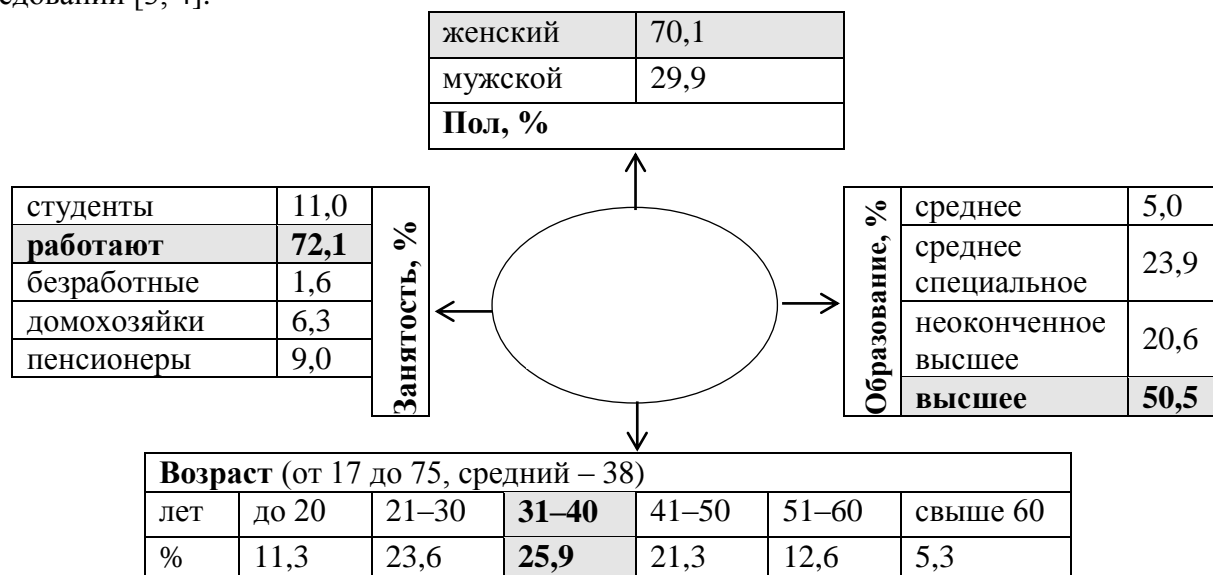 женский 70,1
мужской 29,9
Пол, %
студенты 11,0
работают 72,1
безработные 1,6
домохозяйки 6,3
пенсионеры 9,0
Занятость, %
Образование, %
среднее 5,0
среднее
специальное 23,9
неоконченное
высшее 20,6
высшее 50,5
Возраст (от 17 до 75, средний – 38)
лет до 20 21–30 31–40 41–50 51–60 свыше 60
% 11,3 23,6 25,9 21,3 12,6 5,3